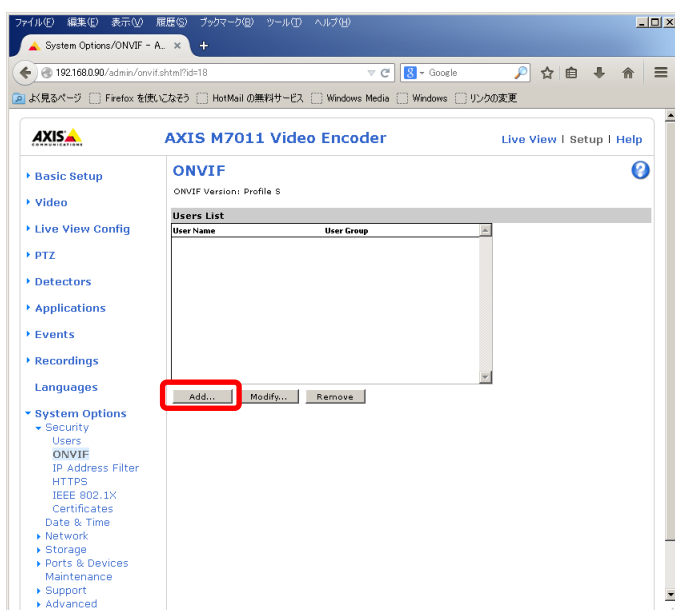 ファイル(F) 編集(E) 表示(V) 履歴(S) ブックマーク(B) ツール(T) ヘルプ(H)
System Options/ONVIF - A...
192.168.0.90/admin/onvif.shtml?id=18
Google
よく見るページ Firefox を使いこなそう HotMail の無料サービス Windows Media Windows リンクの変更
AXIS COMMUNICATIONS
AXIS M7011 Video Encoder
Live View | Setup | Help
Basic Setup
Video
Live View Config
PTZ
Detectors
Applications
Events
Recordings
Languages
System Options
Security
Users
ONVIF
IP Address Filter
HTTPS
IEEE 802.1X
Certificates
Date & Time
Network
Storage
Ports & Devices
Maintenance
Support
Advanced
ONVIF
ONVIF Version: Profile S
Users List
User Name User Group
Add... Modify... Remove